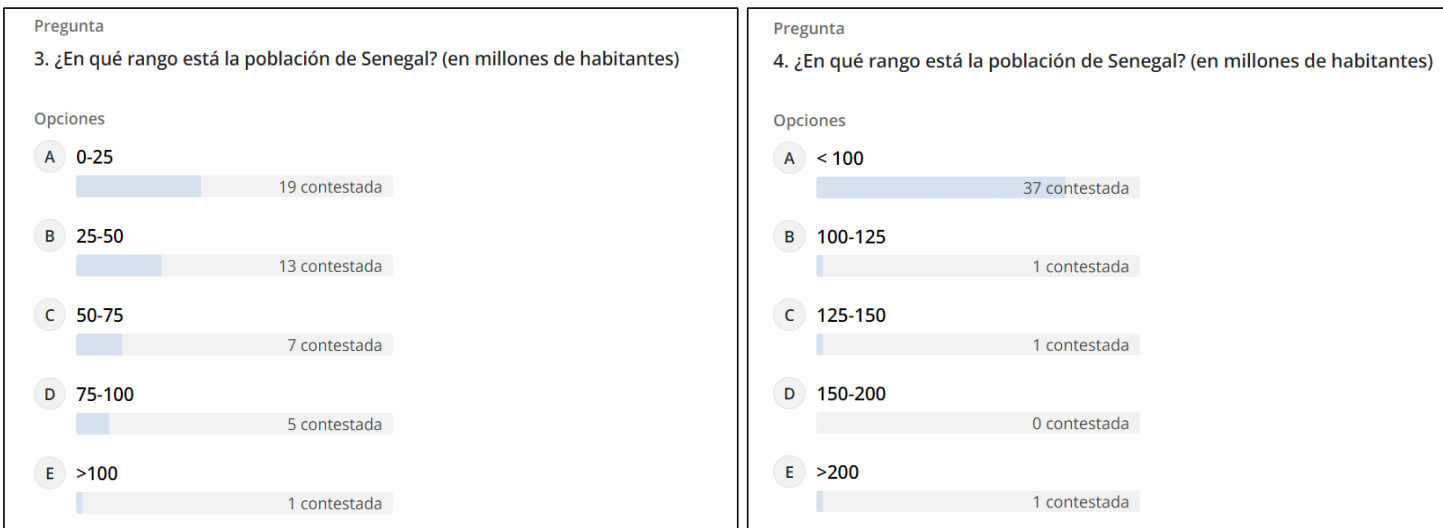 Pregunta
3. ¿En qué rango está la población de Senegal? (en millones de habitantes)
Opciones
A 0-25
19 contestada
B 25-50
13 contestada
C 50-75
7 contestada
D 75-100
5 contestada
E >100
1 contestada
Pregunta
4. ¿En qué rango está la población de Senegal? (en millones de habitantes)
Opciones
A < 100
37 contestada
B 100-125
1 contestada
C 125-150
1 contestada
D 150-200
0 contestada
E >200
1 contestada